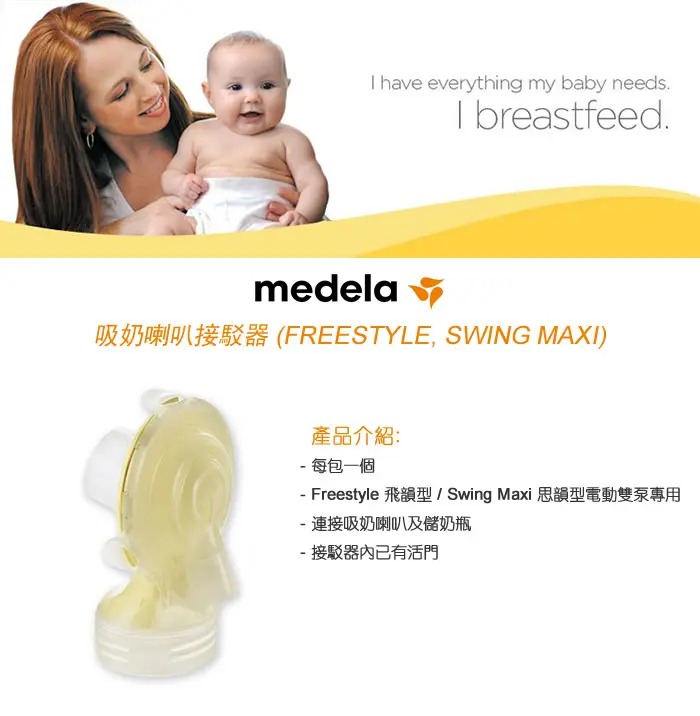 I have everything my baby needs.
I breastfeed.
medela
吸奶喇叭接駁器 (FREESTYLE, SWING MAXI)
產品介紹:
- 每包一個
- Freestyle 飛韻型 / Swing Maxi 思韻型電動雙泵專用
- 連接吸奶喇叭及儲奶瓶
- 接駁器內已有活門